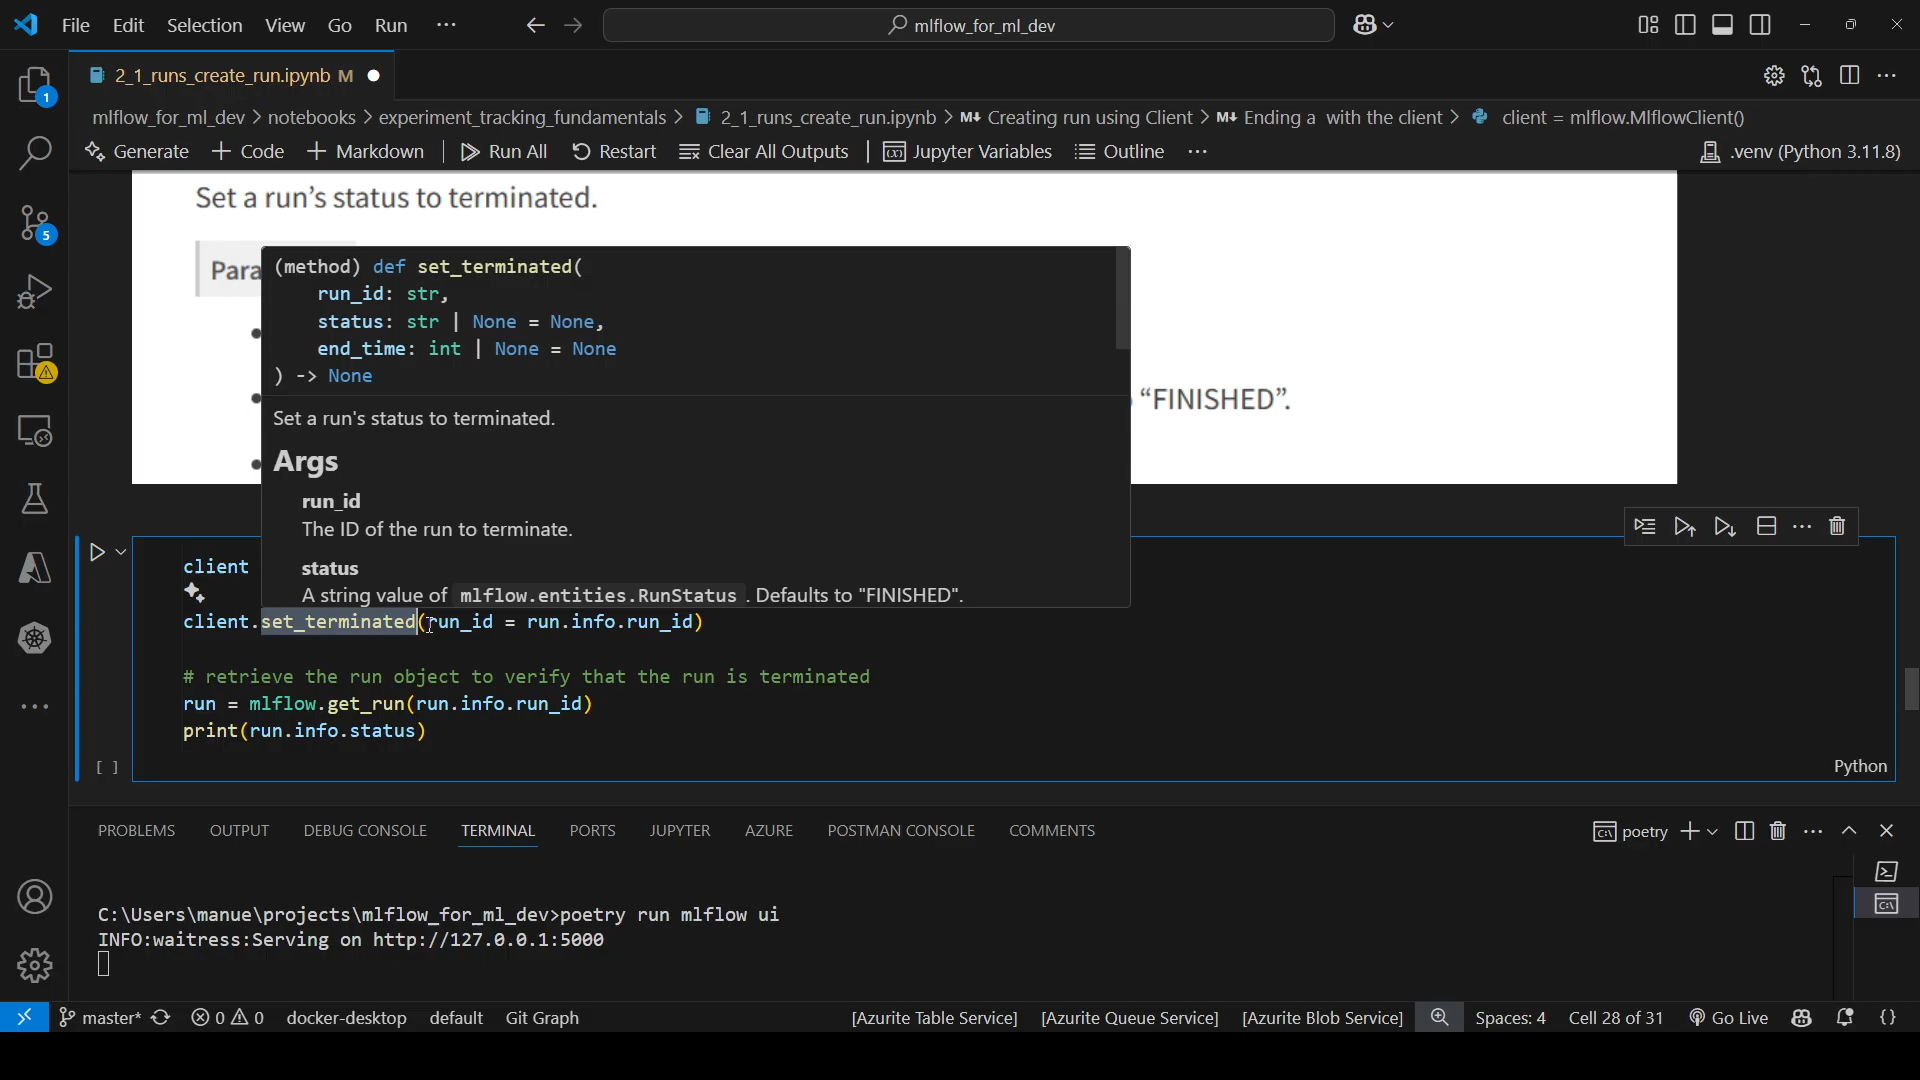 File Edit Selection View Go Run ···
mlflow_for_ml_dev
2_1_runs_create_run.ipynb M
mlflow_for_ml_dev > notebooks > experiment_tracking_fundamentals > 2_1_runs_create_run.ipynb > M↓ Creating run using Client > M↓ Ending a with the client > client = mlflow.MlflowClient()
Generate + Code + Markdown Run All Restart Clear All Outputs Jupyter Variables Outline ··· .venv (Python 3.11.8)
Set a run’s status to terminated.
Para
(method) def set_terminated(
run_id: str,
status: str | None = None,
end_time: int | None = None
) -> None
“FINISHED”.
Set a run's status to terminated.
Args
run_id
The ID of the run to terminate.
status
A string value of mlflow.entities.RunStatus . Defaults to "FINISHED".
client
client.set_terminated(run_id = run.info.run_id)
# retrieve the run object to verify that the run is terminated
run = mlflow.get_run(run.info.run_id)
print(run.info.status)
[ ] Python
PROBLEMS OUTPUT DEBUG CONSOLE TERMINAL PORTS JUPYTER AZURE POSTMAN CONSOLE COMMENTS poetry
C:\Users\manue\projects\mlflow_for_ml_dev>poetry run mlflow ui
INFO:waitress:Serving on http://127.0.0.1:5000
master* 0 0 docker-desktop default Git Graph [Azurite Table Service] [Azurite Queue Service] [Azurite Blob Service] Spaces: 4 Cell 28 of 31 Go Live
1
5